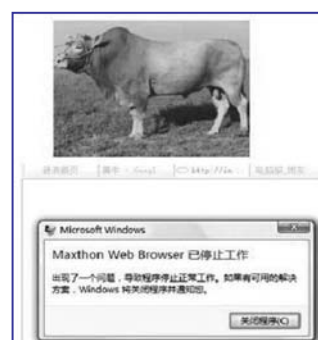 Microsoft Windows
Maxthon Web Browser 已停止工作
出现了一个问题，导致程序停止正常工作。如果有可用的解决
方案，Windows 将关闭程序并通知您。
关闭程序(C)